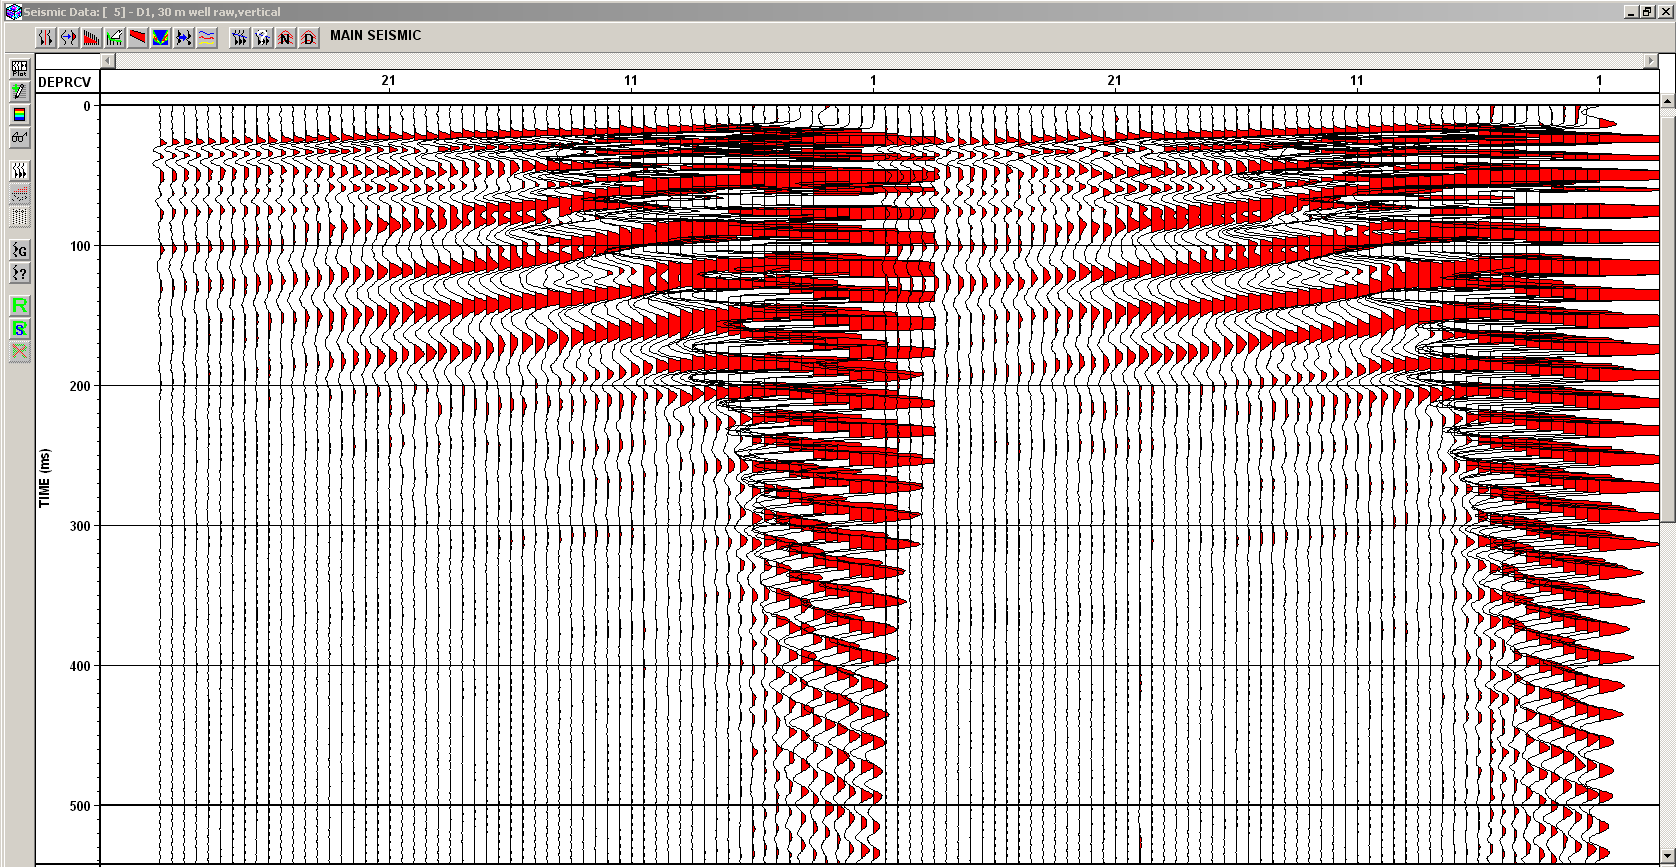 Seismic Data: [ 5] - D1, 30 m well raw,vertical
N D MAIN SEISMIC
Plot
DEPRCV 21 11 1 21 11 1
0
100
200
300
400
500
TIME (ms)
G
?
R
S